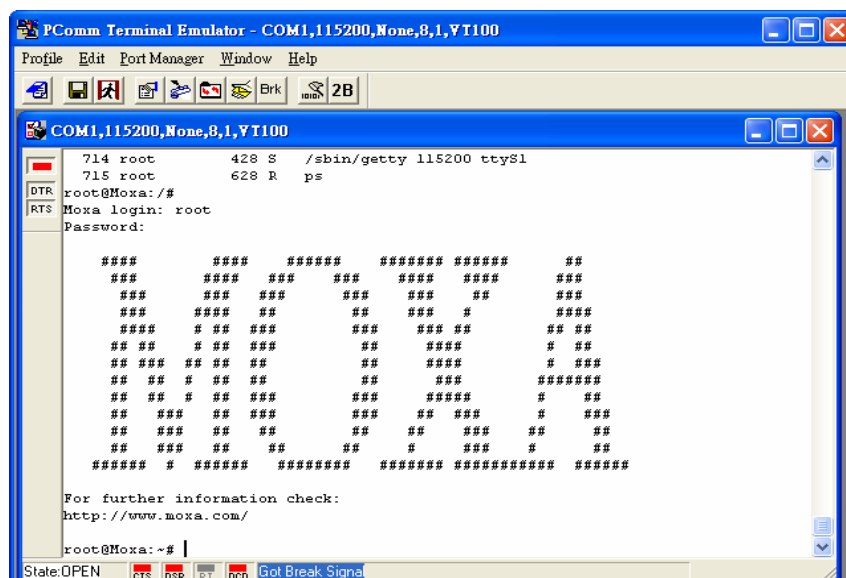 PComm Terminal Emulator - COM1,115200,None,8,1,VT100
Profile Edit Port Manager Window Help
Brk 2B
COM1,115200,None,8,1,VT100
714 root 428 S /sbin/getty 115200 ttyS1
715 root 628 R ps
DTR root@Moxa:/#
RTS Moxa login: root
Password:
MOXA
For further information check:
http://www.moxa.com/
root@Moxa:~#
State:OPEN CTS DSR RI DCD Got Break Signal